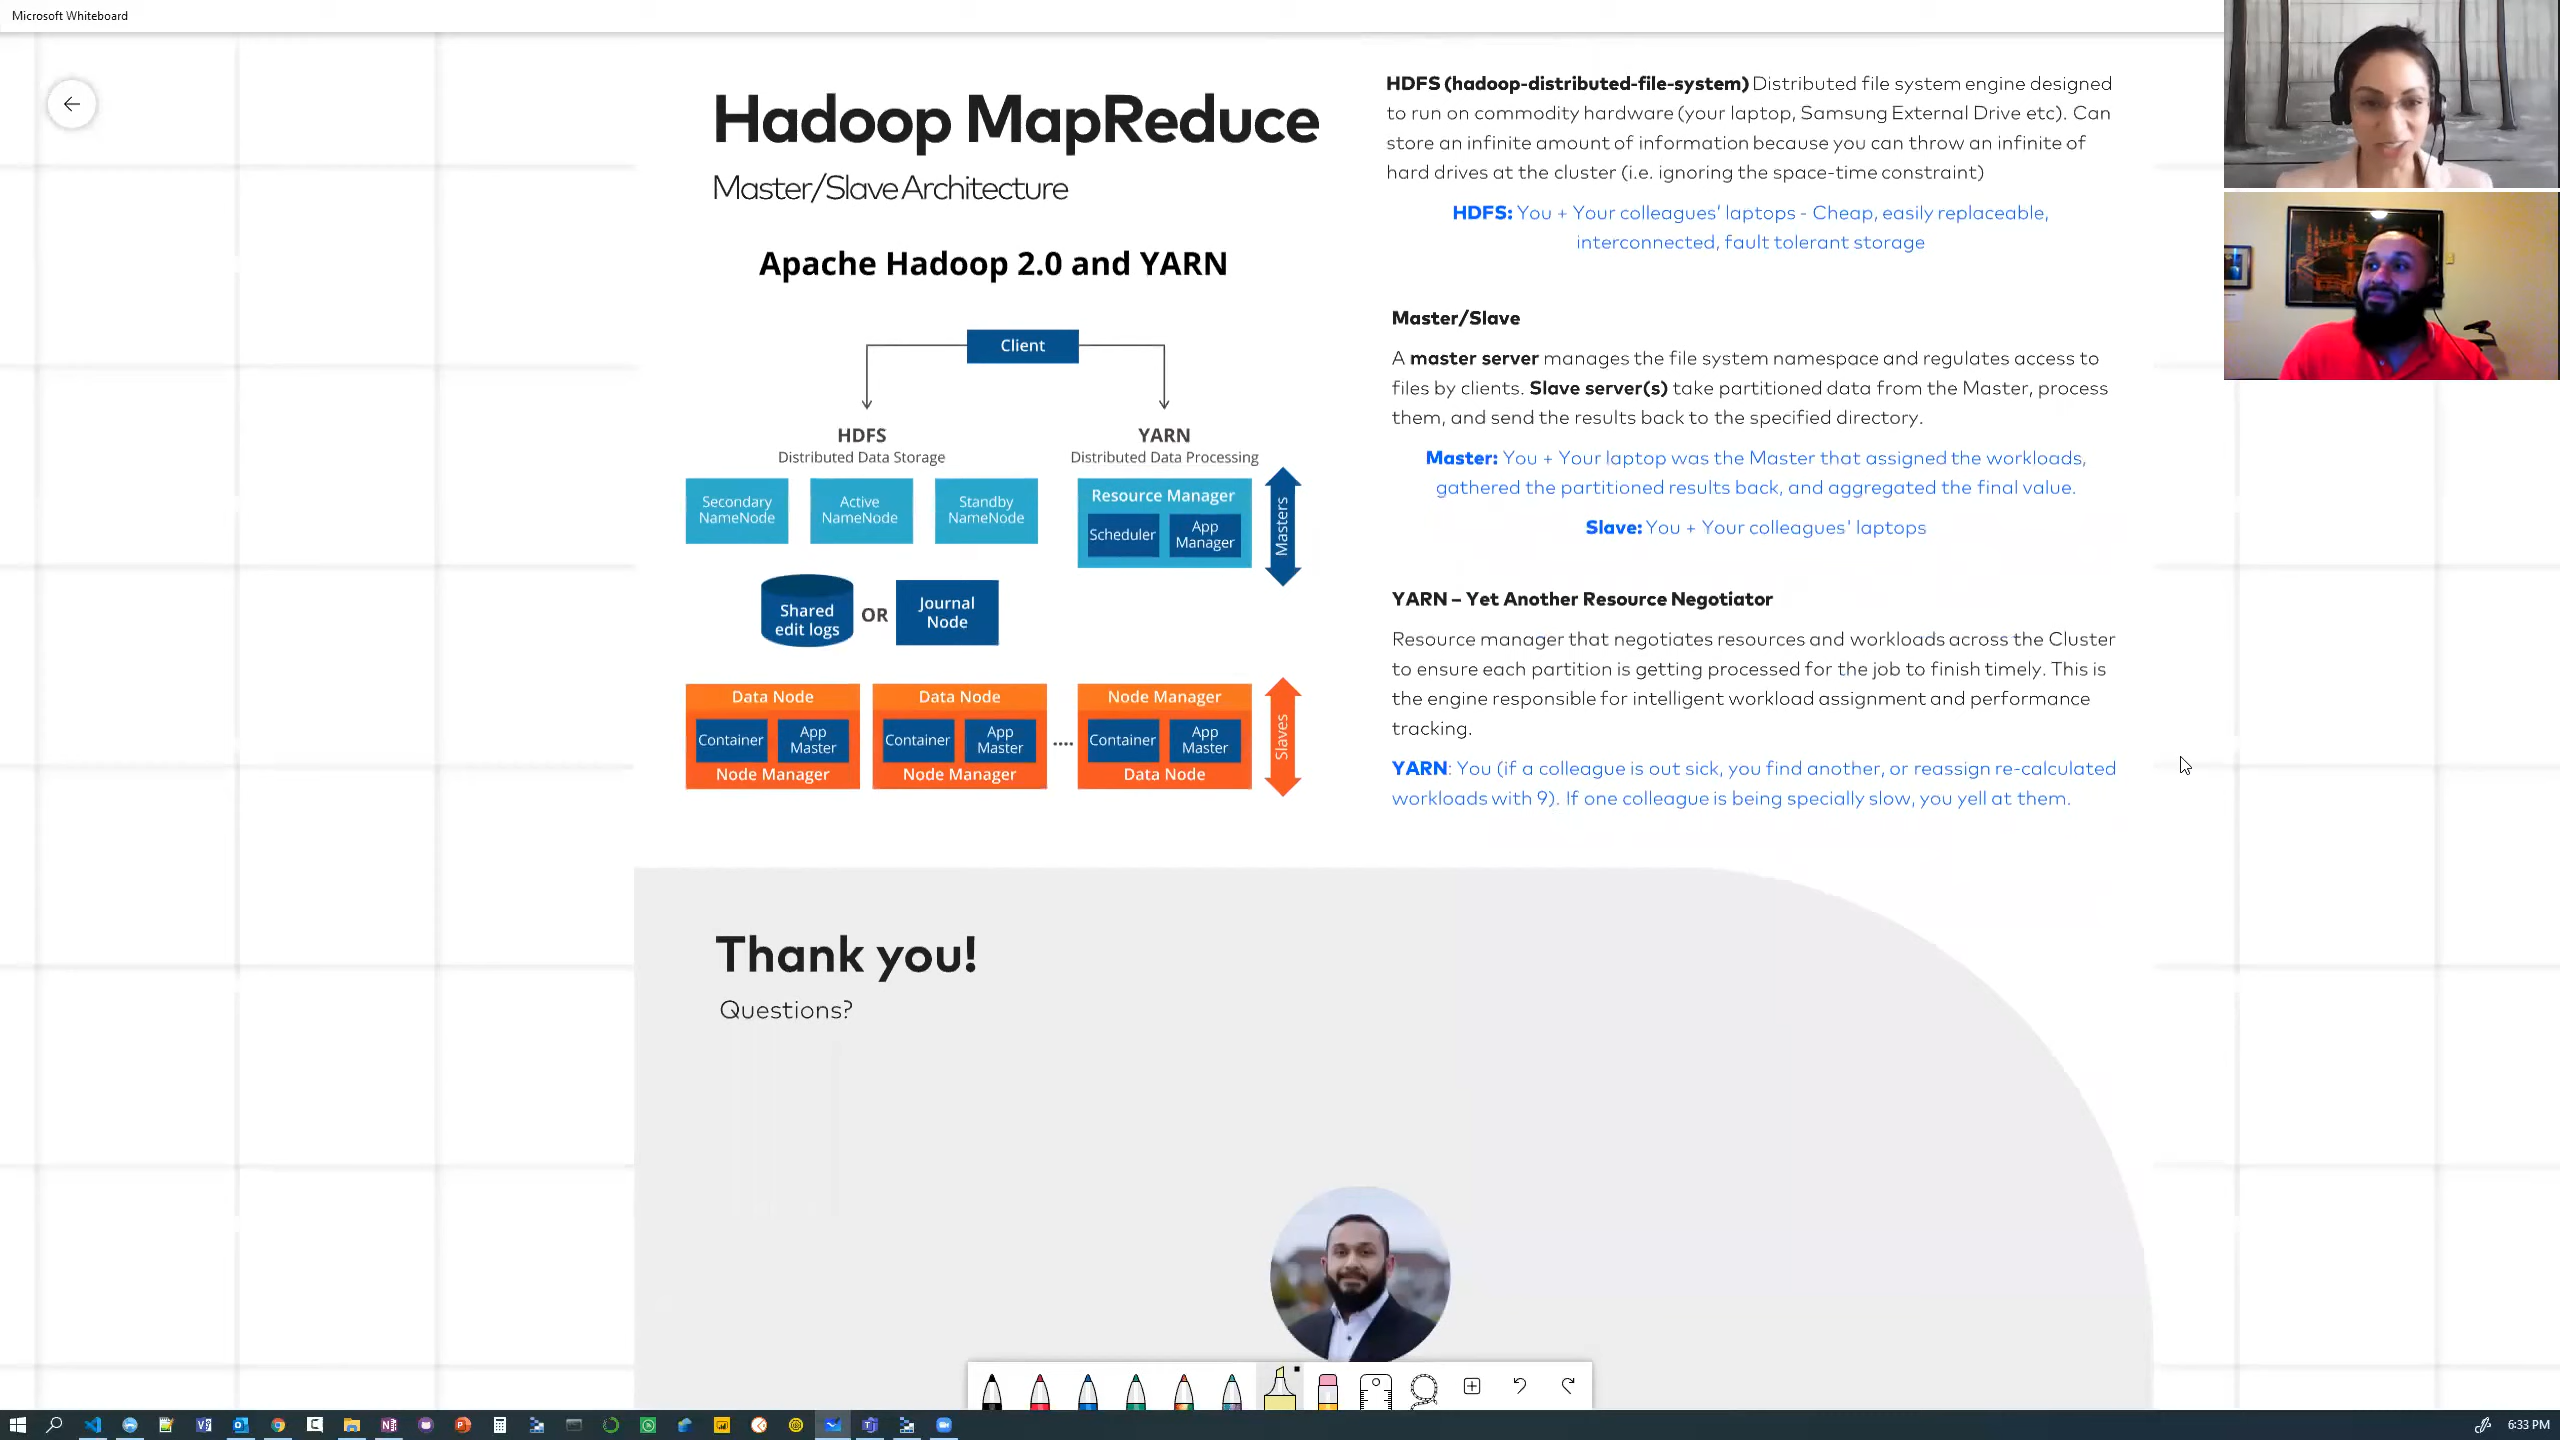 Microsoft Whiteboard
Hadoop MapReduce
Master/Slave Architecture
Apache Hadoop 2.0 and YARN
Client
HDFS
Distributed Data Storage
YARN
Distributed Data Processing
Secondary
NameNode
Active
NameNode
Standby
NameNode
Resource Manager
Scheduler
App
Manager
Masters
Shared
edit logs
OR
Journal
Node
Data Node
Container
App
Master
Node Manager
Data Node
Container
App
Master
Node Manager
....
Node Manager
Container
App
Master
Data Node
Slaves
HDFS (hadoop-distributed-file-system) Distributed file system engine designed
to run on commodity hardware (your laptop, Samsung External Drive etc). Can
store an infinite amount of information because you can throw an infinite of
hard drives at the cluster (i.e. ignoring the space-time constraint)
HDFS: You + Your colleagues' laptops - Cheap, easily replaceable,
interconnected, fault tolerant storage
Master/Slave
A master server manages the file system namespace and regulates access to
files by clients. Slave server(s) take partitioned data from the Master, process
them, and send the results back to the specified directory.
Master: You + Your laptop was the Master that assigned the workloads,
gathered the partitioned results back, and aggregated the final value.
Slave: You + Your colleagues' laptops
YARN – Yet Another Resource Negotiator
Resource manager that negotiates resources and workloads across the Cluster
to ensure each partition is getting processed for the job to finish timely. This is
the engine responsible for intelligent workload assignment and performance
tracking.
YARN: You (if a colleague is out sick, you find another, or reassign re-calculated
workloads with 9). If one colleague is being specially slow, you yell at them.
Thank you!
Questions?
6:33 PM